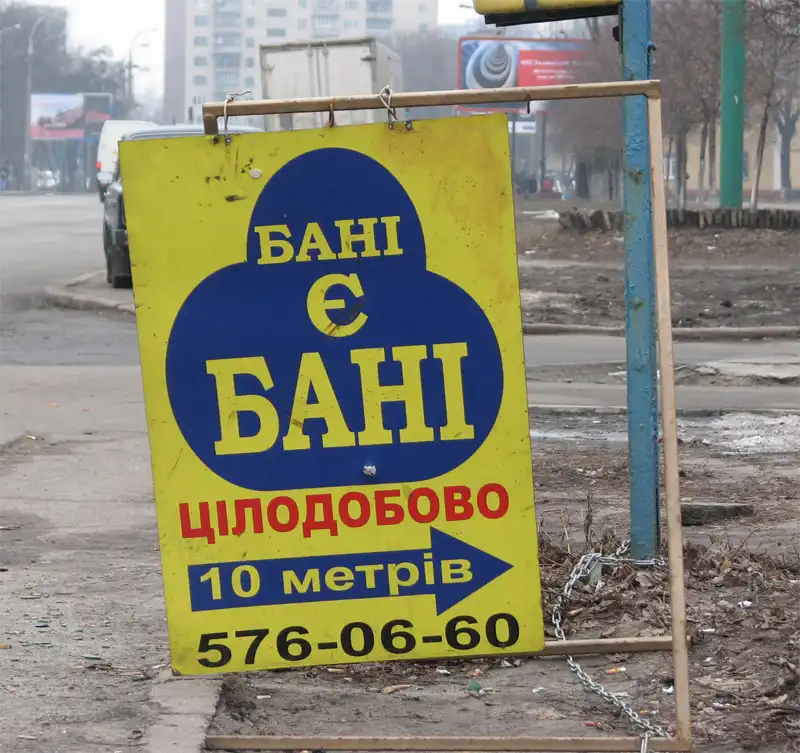 БАНІ
Є
БАНІ
ЦІЛОДОБОВО
10 метрів
576-06-60